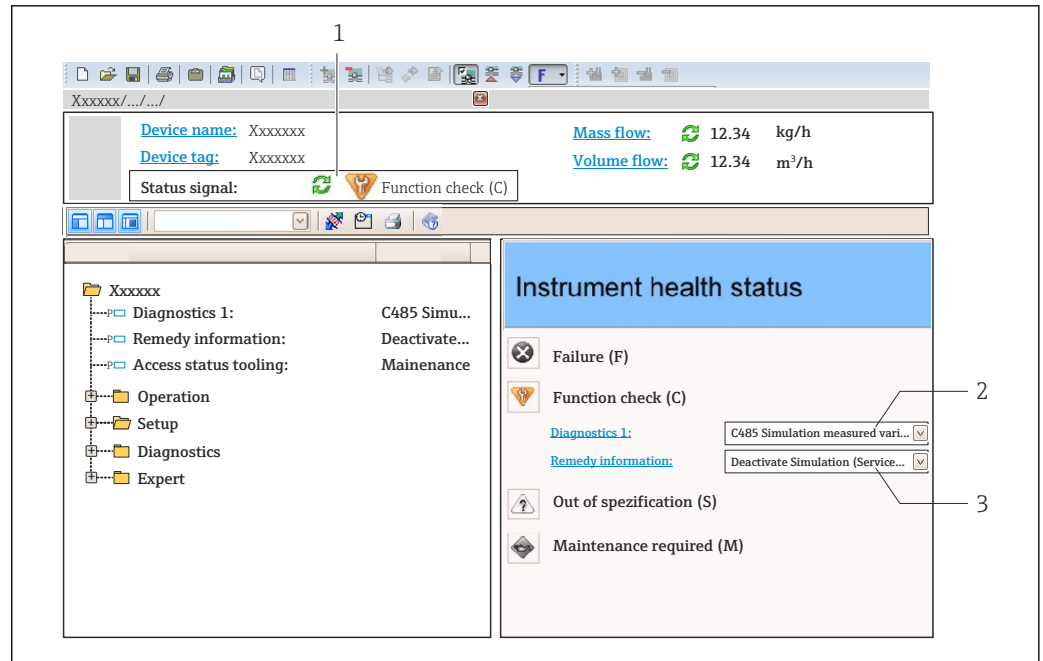 1
F
Xxxxxx/.../.../
Device name: Xxxxxxx
Mass flow: 12.34 kg/h
Device tag: Xxxxxxx
Volume flow: 12.34 m³/h
Status signal: Function check (C)
Xxxxxx
Diagnostics 1: C485 Simu...
Remedy information: Deactivate...
Access status tooling: Mainenance
Operation
Setup
Diagnostics
Expert
Instrument health status
Failure (F)
Function check (C)
2
Diagnostics 1: C485 Simulation measured vari...
Remedy information: Deactivate Simulation (Service...
Out of spezification (S)
3
Maintenance required (M)